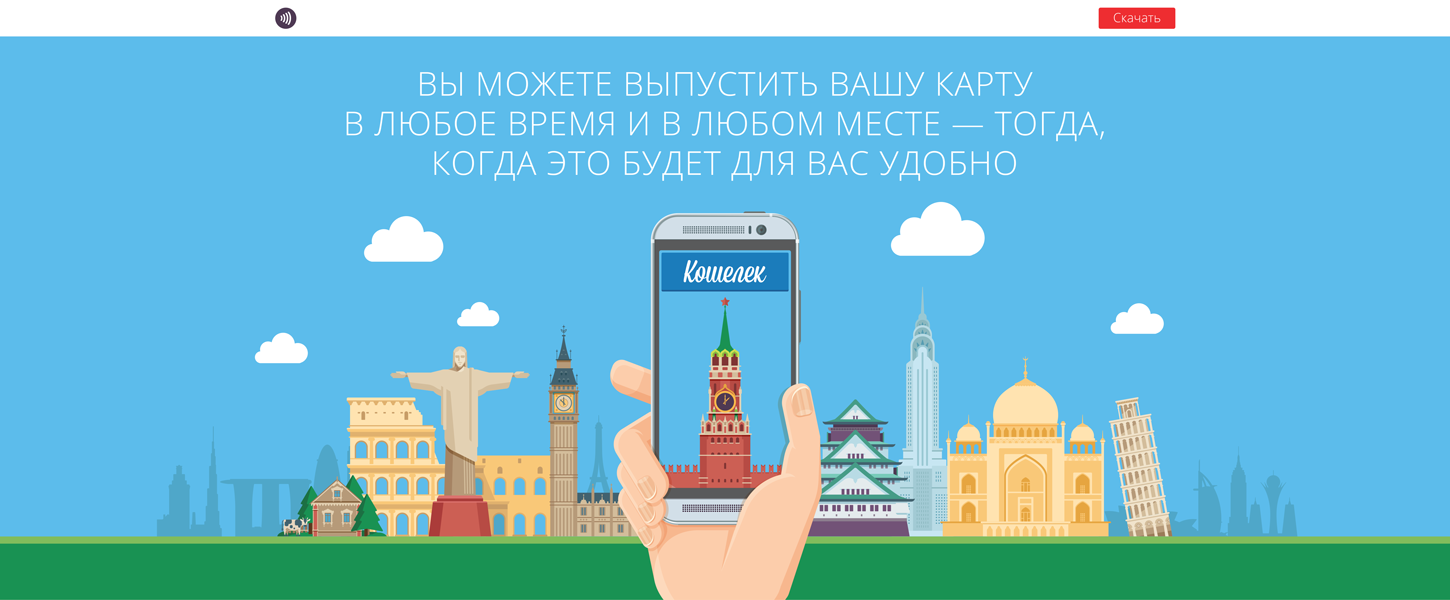 Скачать
ВЫ МОЖЕТЕ ВЫПУСТИТЬ ВАШУ КАРТУ
В ЛЮБОЕ ВРЕМЯ И В ЛЮБОМ МЕСТЕ — ТОГДА,
КОГДА ЭТО БУДЕТ ДЛЯ ВАС УДОБНО
Кошелек